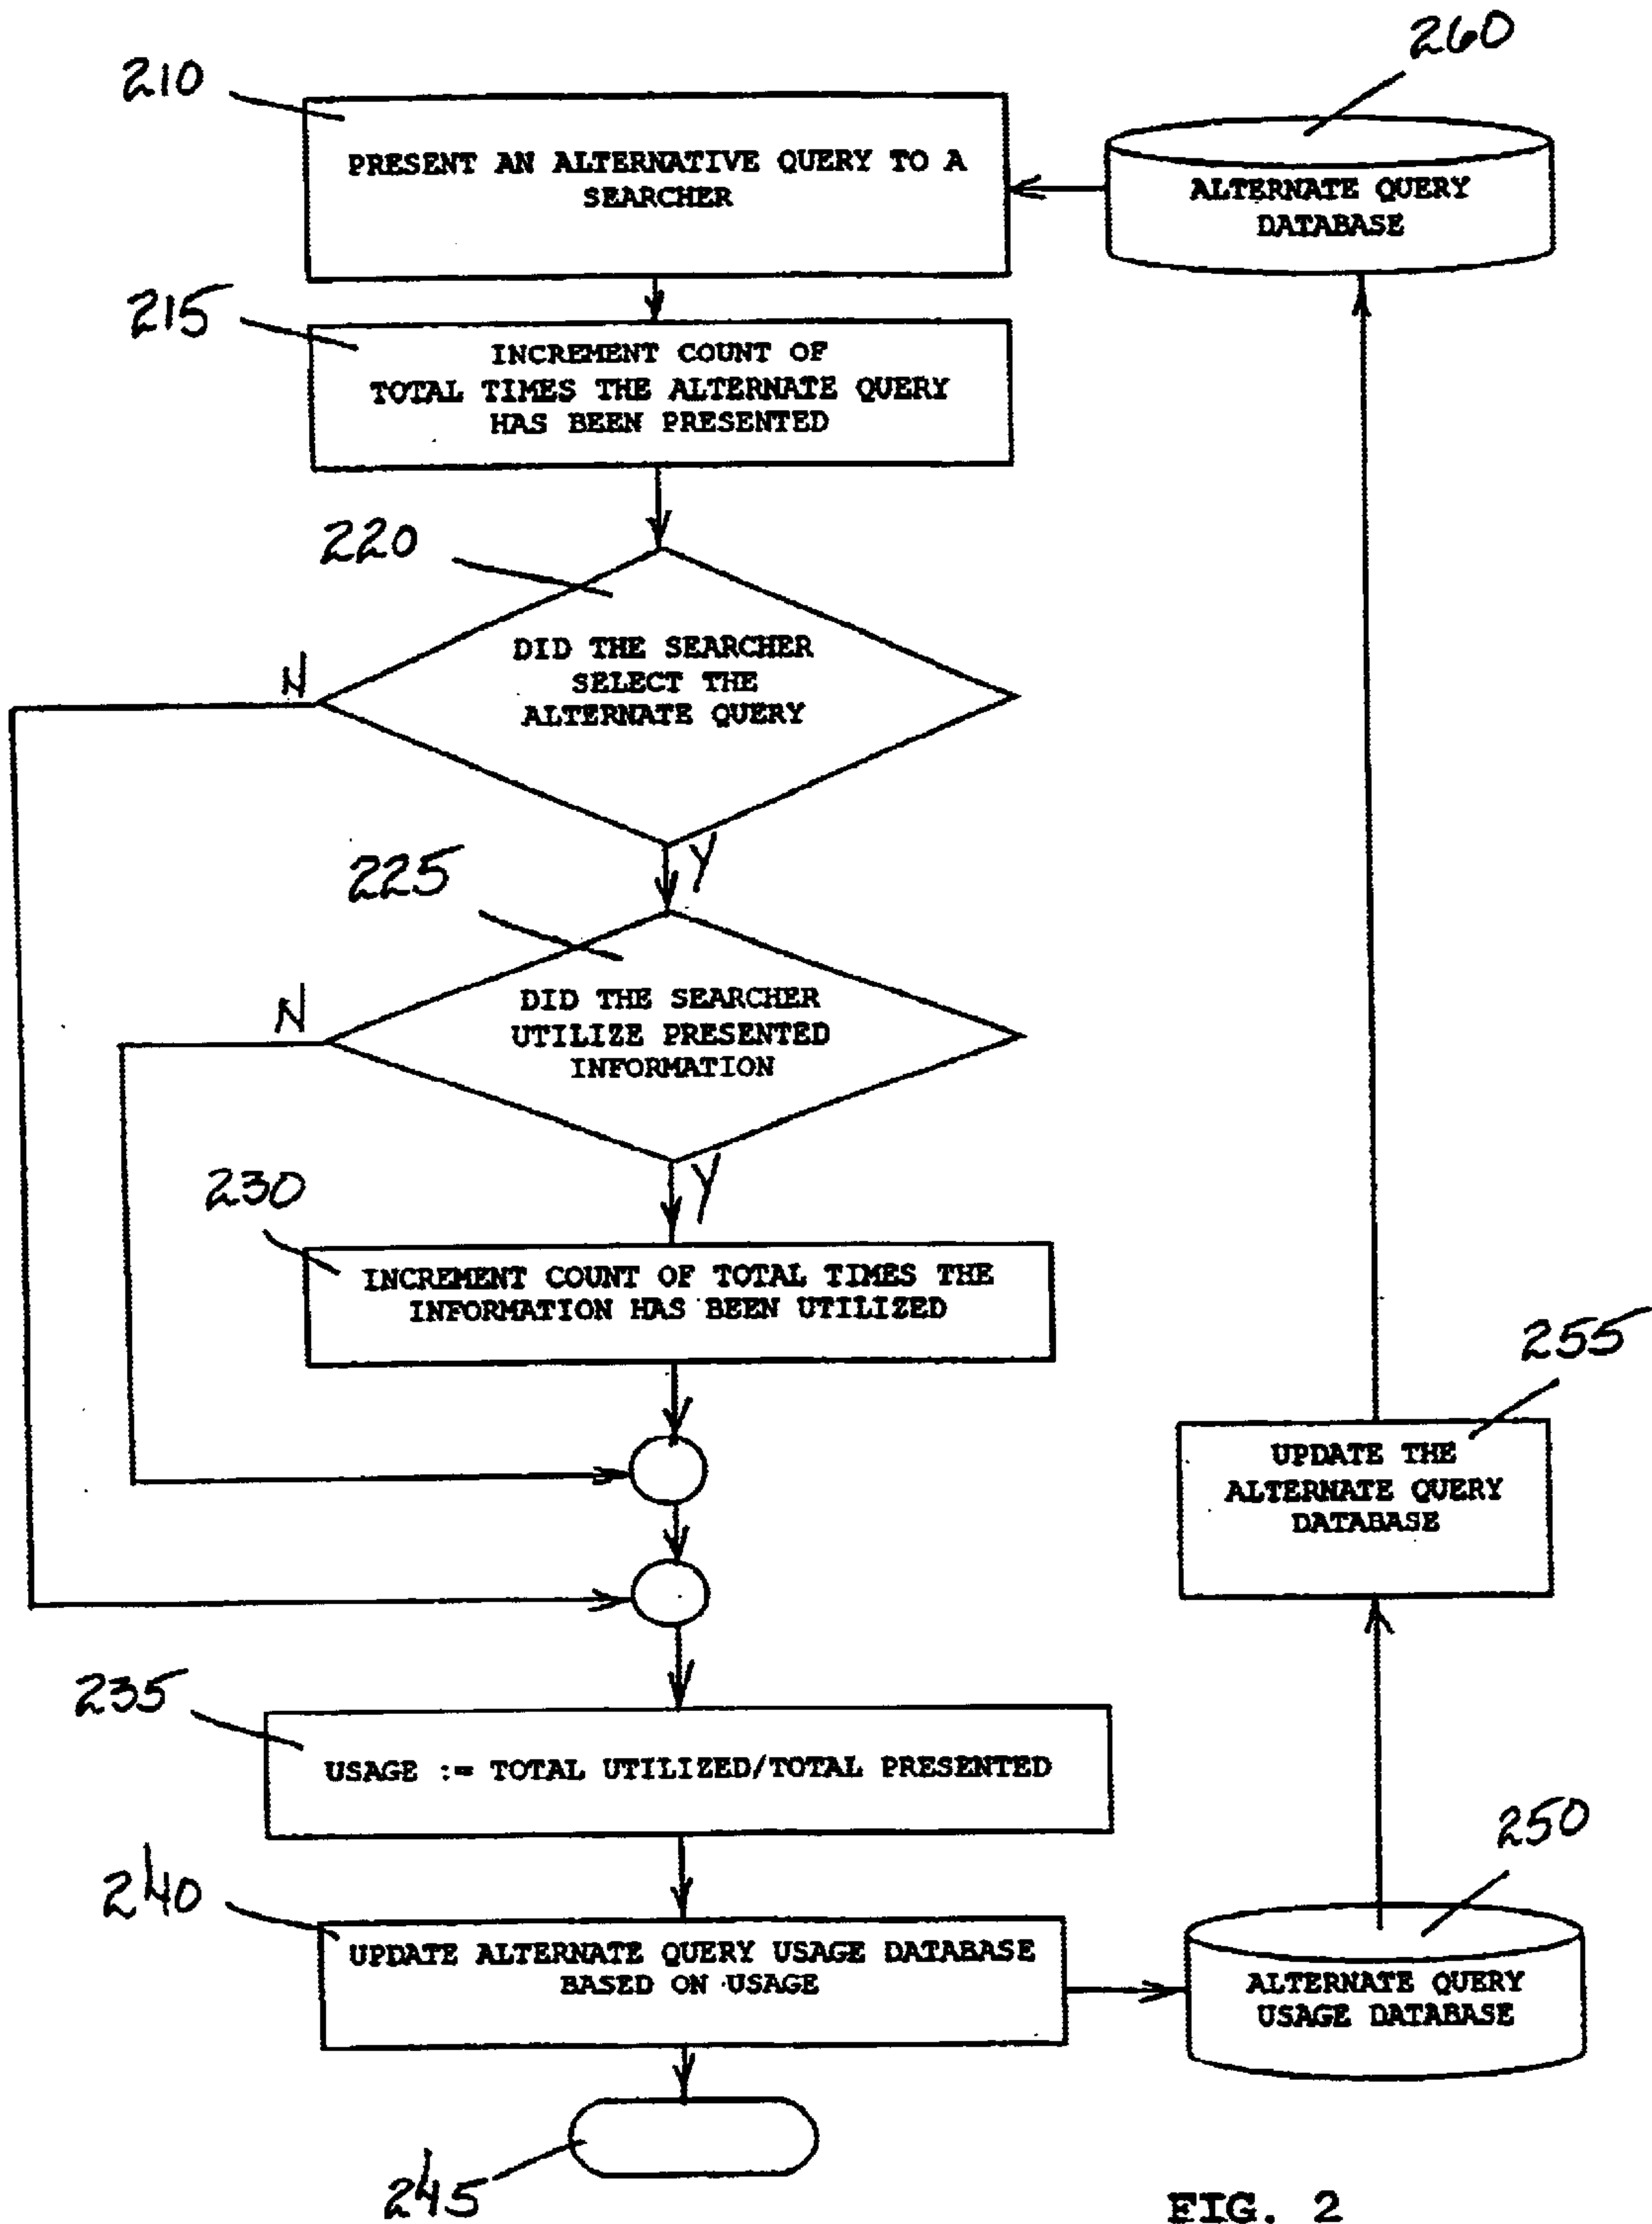 260
210
PRESENT AN ALTERNATIVE QUERY TO A
SEARCHER
ALTERNATE QUERY
DATABASE
215
INCREMENT COUNT OF
TOTAL TIMES THE ALTERNATE QUERY
HAS BEEN PRESENTED
220
DID THE SEARCHER
SELECT THE
ALTERNATE QUERY
N
Y
225
DID THE SEARCHER
UTILIZE PRESENTED
INFORMATION
N
Y
230
INCREMENT COUNT OF TOTAL TIMES THE
INFORMATION HAS BEEN UTILIZED
255
UPDATE THE
ALTERNATE QUERY
DATABASE
235
USAGE := TOTAL UTILIZED/TOTAL PRESENTED
240
UPDATE ALTERNATE QUERY USAGE DATABASE
BASED ON USAGE
250
ALTERNATE QUERY
USAGE DATABASE
245
FIG. 2